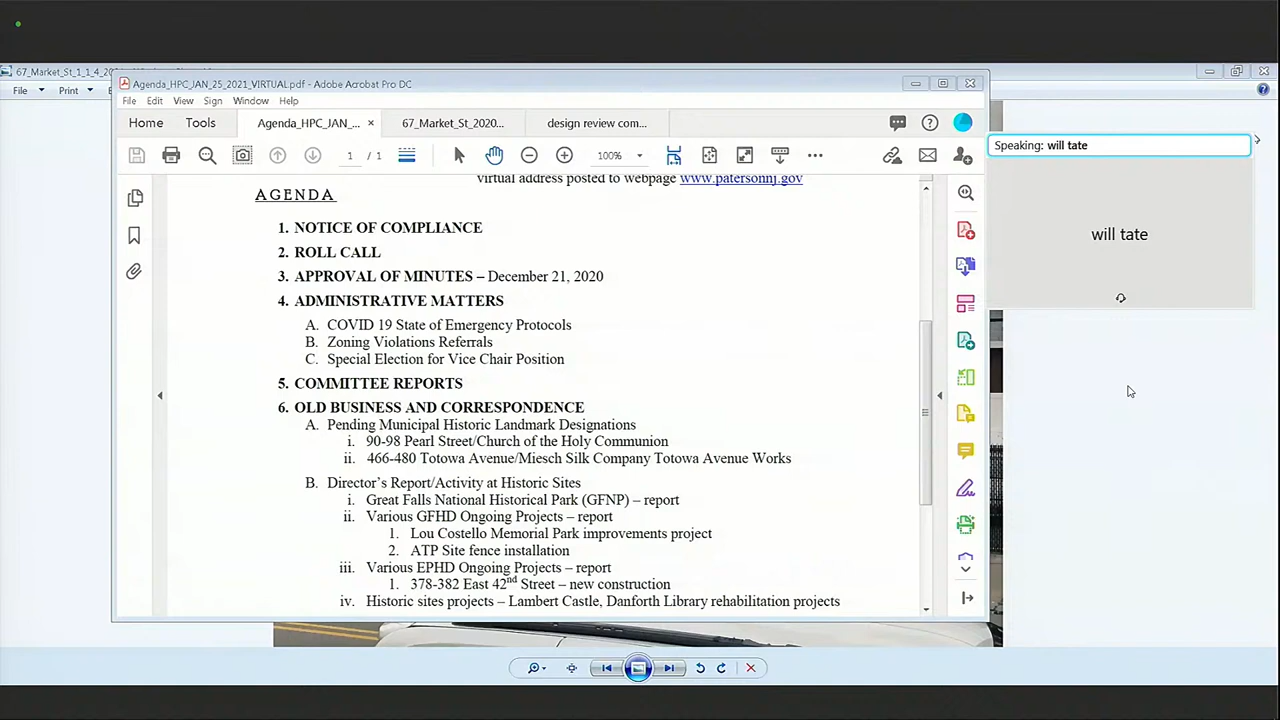 67_Market_St_1_1_4_20
File Print
Agenda_HPC_JAN_25_2021_VIRTUAL.pdf - Adobe Acrobat Pro DC
File Edit View Sign Window Help
Home Tools Agenda_HPC_JAN_... × 67_Market_St_2020... design review com...
1 / 1 100%
Speaking: will tate
will tate
virtual address posted to webpage www.patersonnj.gov
AGENDA
1. NOTICE OF COMPLIANCE
2. ROLL CALL
3. APPROVAL OF MINUTES – December 21, 2020
4. ADMINISTRATIVE MATTERS
A. COVID 19 State of Emergency Protocols
B. Zoning Violations Referrals
C. Special Election for Vice Chair Position
5. COMMITTEE REPORTS
6. OLD BUSINESS AND CORRESPONDENCE
A. Pending Municipal Historic Landmark Designations
i. 90-98 Pearl Street/Church of the Holy Communion
ii. 466-480 Totowa Avenue/Miesch Silk Company Totowa Avenue Works
B. Director's Report/Activity at Historic Sites
i. Great Falls National Historical Park (GFNP) – report
ii. Various GFHD Ongoing Projects – report
1. Lou Costello Memorial Park improvements project
2. ATP Site fence installation
iii. Various EPHD Ongoing Projects – report
1. 378-382 East 42nd Street – new construction
iv. Historic sites projects – Lambert Castle, Danforth Library rehabilitation projects